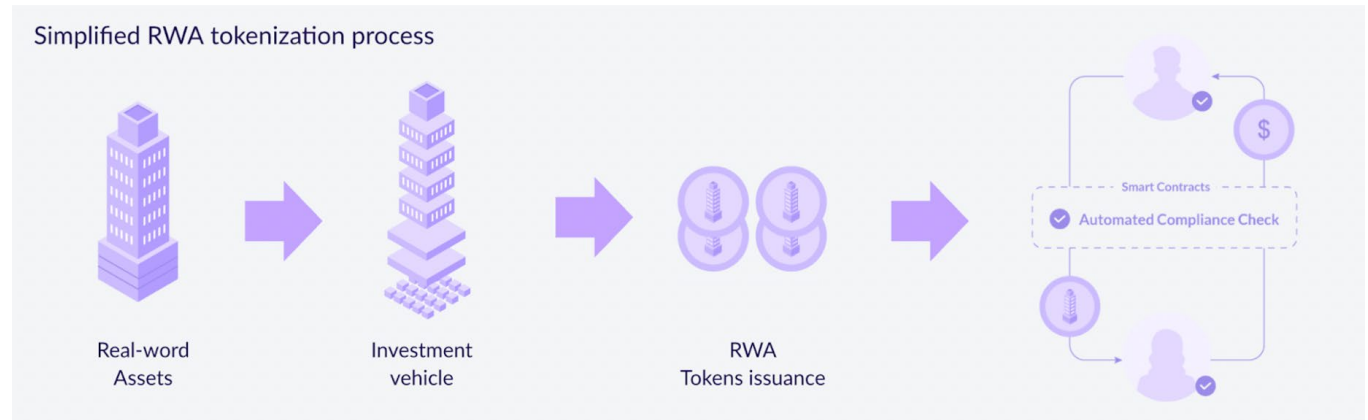 Simplified RWA tokenization process
$
Smart Contracts
Automated Compliance Check
Real-word
Assets
Investment
vehicle
RWA
Tokens issuance